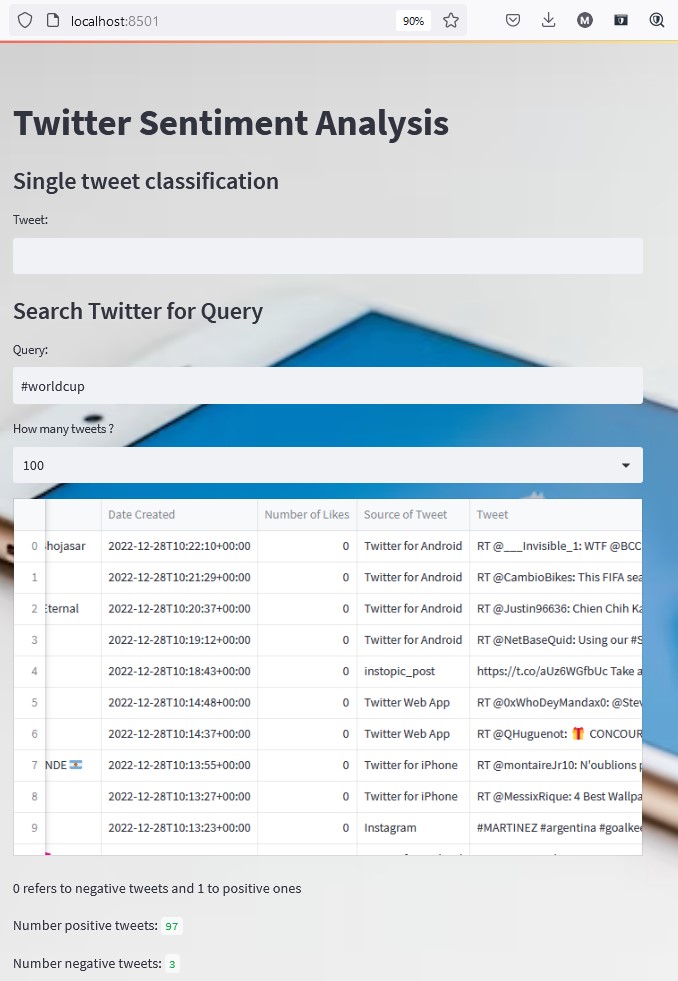 localhost:8501
90%
M
Twitter Sentiment Analysis
Single tweet classification
Tweet:
Search Twitter for Query
Query:
#worldcup
How many tweets ?
100
Date Created Number of Likes Source of Tweet Tweet
0 hojasar 2022-12-28T10:22:10+00:00 0 Twitter for Android RT @___Invisible_1: WTF @BCC
1 2022-12-28T10:21:29+00:00 0 Twitter for Android RT @CambioBikes: This FIFA sea
2 Eternal 2022-12-28T10:20:37+00:00 0 Twitter for Android RT @Justin96636: Chien Chih Ka
3 2022-12-28T10:19:12+00:00 0 Twitter for Android RT @NetBaseQuid: Using our #S
4 2022-12-28T10:18:43+00:00 0 instopic_post https://t.co/aUz6WGfbUc Take a
5 2022-12-28T10:14:48+00:00 0 Twitter Web App RT @0xWhoDeyMandax0: @Stev
6 2022-12-28T10:14:37+00:00 0 Twitter Web App RT @QHuguenot: 🎁 CONCOUR
7 NDE 🇦🇷 2022-12-28T10:13:55+00:00 0 Twitter for iPhone RT @montaireJr10: N'oublions p
8 2022-12-28T10:13:27+00:00 0 Twitter for iPhone RT @MessixRique: 4 Best Wallpa
9 2022-12-28T10:13:23+00:00 0 Instagram #MARTINEZ #argentina #goalkee
0 refers to negative tweets and 1 to positive ones
Number positive tweets: 97
Number negative tweets: 3